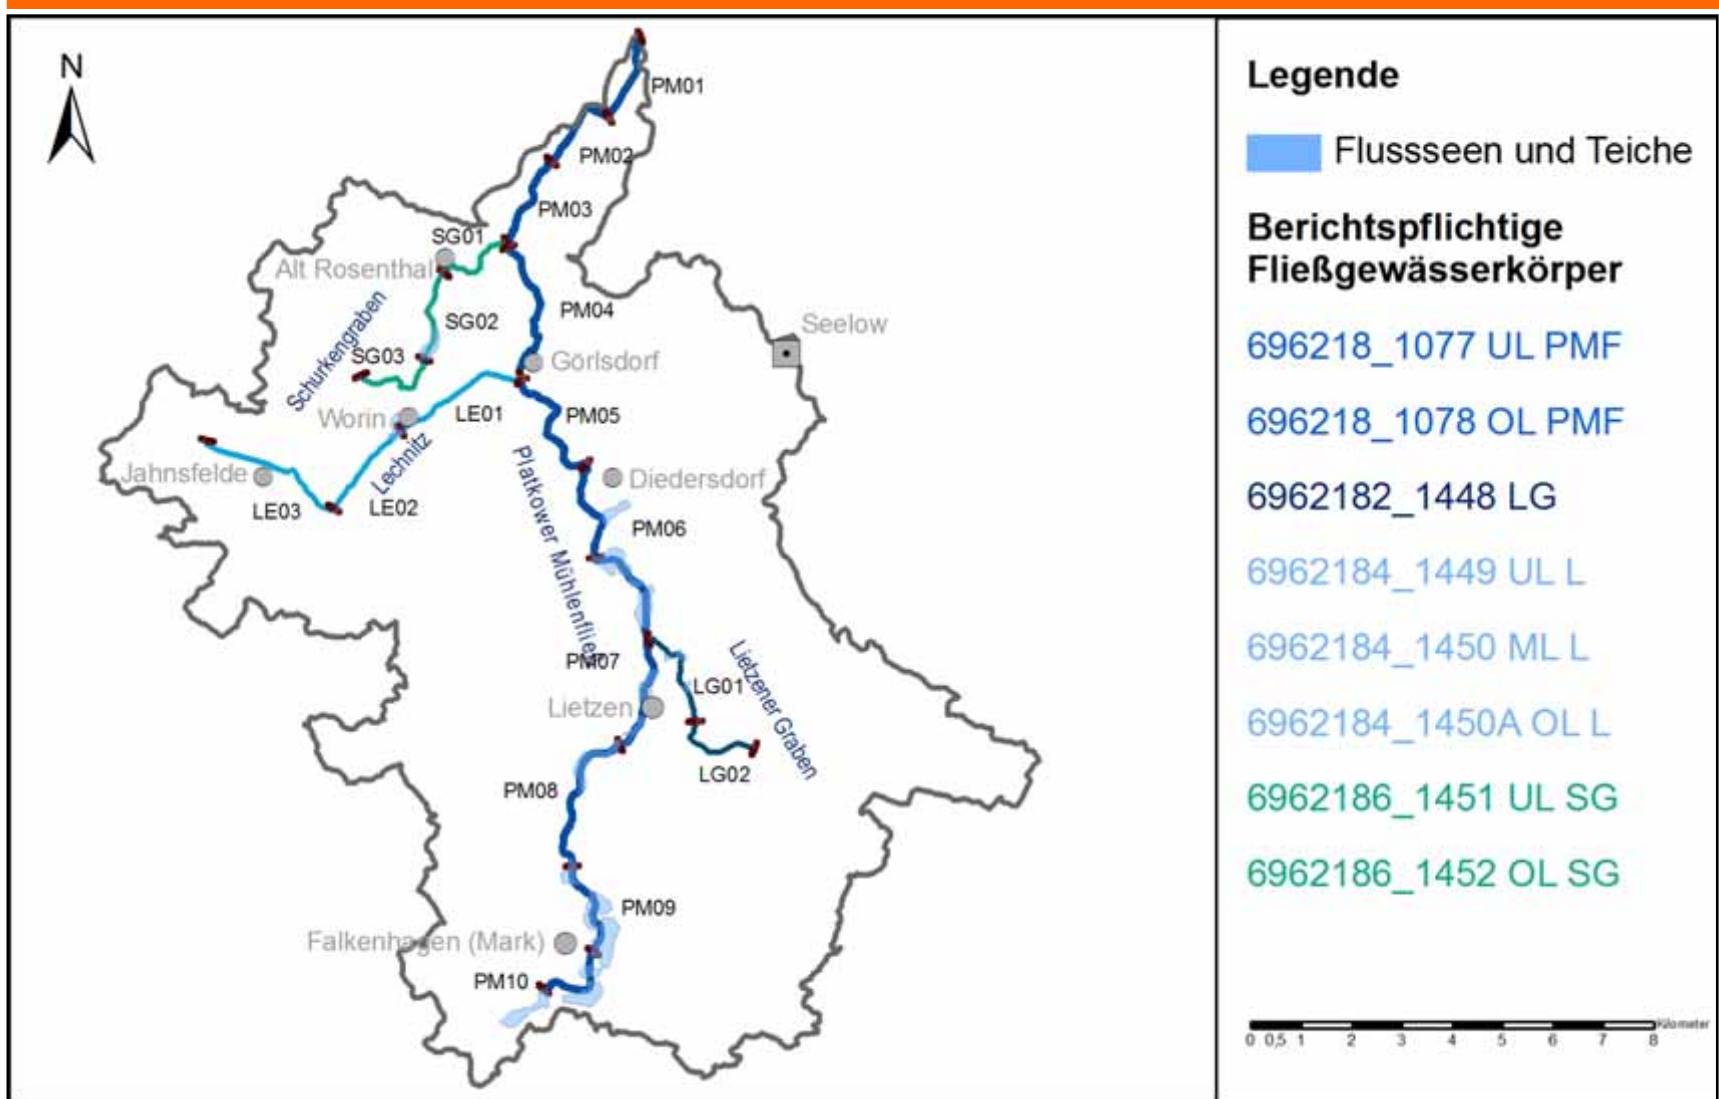 N
PM01
PM02
PM03
SG01
Alt Rosenthal
PM04
SG02
Schurkengraben
SG03
Seelow
Görlsdorf
Worin
LE01
PM05
Lechnitz
Jahnsfelde
LE03
LE02
Diedersdorf
PM06
Platkower Mühlenfließ
PM07
Lietzener Graben
LG01
Lietzen
LG02
PM08
PM09
Falkenhagen (Mark)
PM10
Legende
Flussseen und Teiche
Berichtspflichtige
Fließgewässerkörper
696218_1077 UL PMF
696218_1078 OL PMF
6962182_1448 LG
6962184_1449 UL L
6962184_1450 ML L
6962184_1450A OL L
6962186_1451 UL SG
6962186_1452 OL SG
Kilometer
0 0,5 1 2 3 4 5 6 7 8